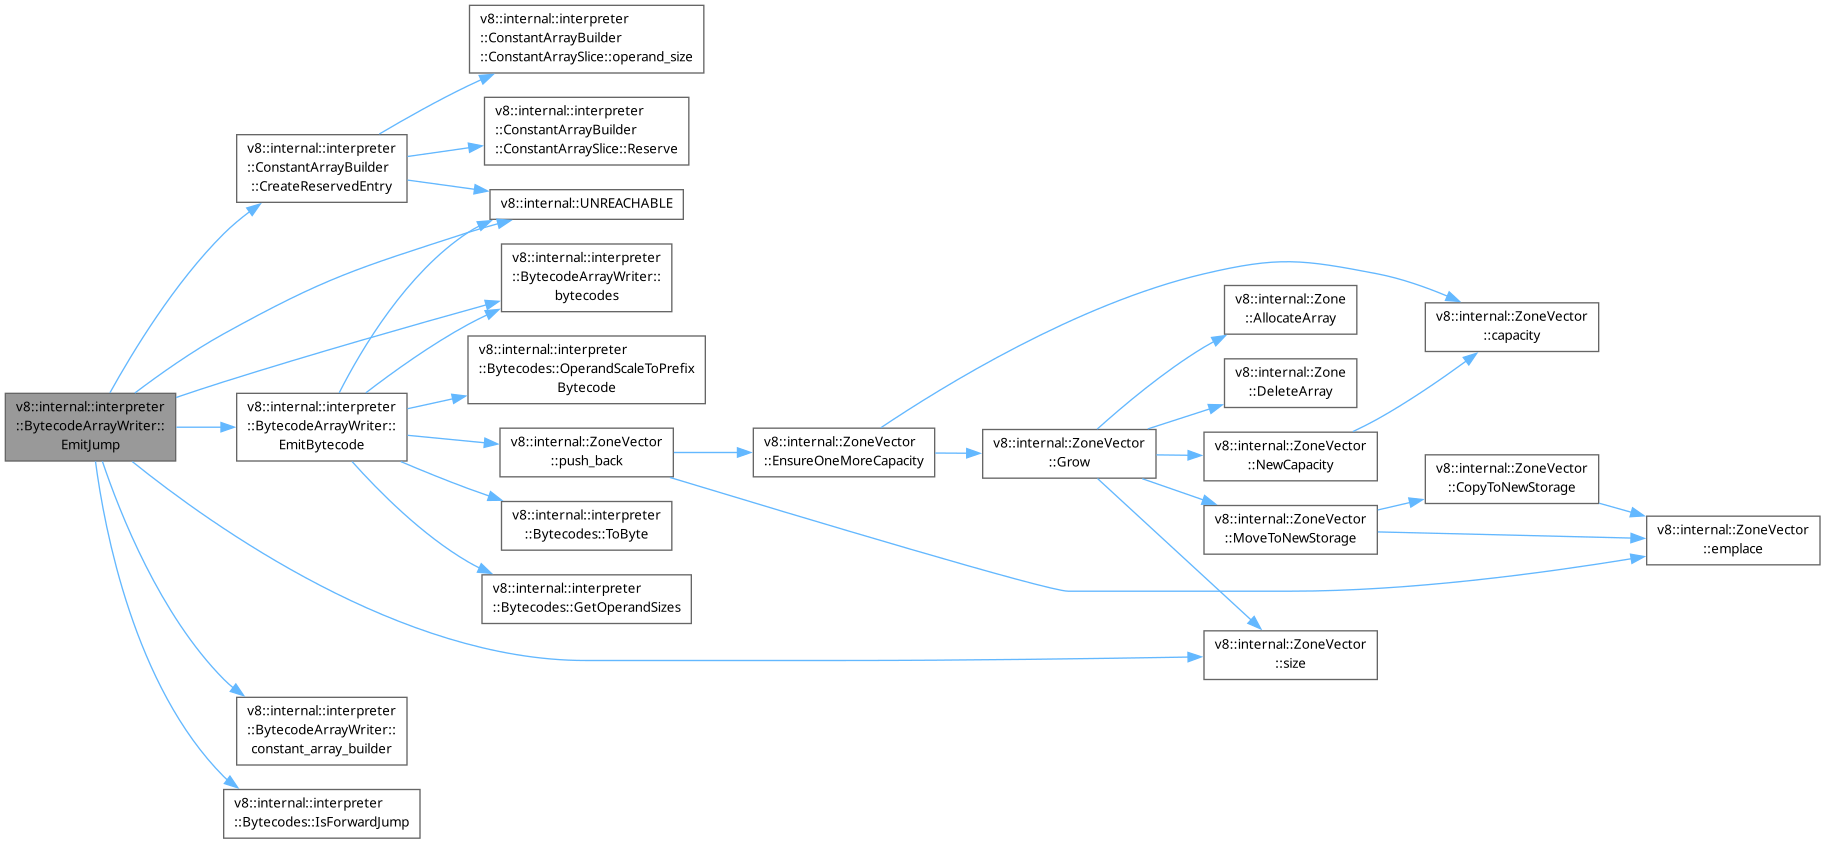 v8::internal::interpreter
::ConstantArrayBuilder
::ConstantArraySlice::operand_size
v8::internal::interpreter
::ConstantArrayBuilder
::ConstantArraySlice::Reserve
v8::internal::interpreter
::ConstantArrayBuilder
::CreateReservedEntry
v8::internal::UNREACHABLE
v8::internal::interpreter
::BytecodeArrayWriter::
bytecodes
v8::internal::Zone
::AllocateArray
v8::internal::ZoneVector
::capacity
v8::internal::interpreter
::Bytecodes::OperandScaleToPrefix
Bytecode
v8::internal::Zone
::DeleteArray
v8::internal::interpreter
::BytecodeArrayWriter::
EmitJump
v8::internal::interpreter
::BytecodeArrayWriter::
EmitBytecode
v8::internal::ZoneVector
::push_back
v8::internal::ZoneVector
::EnsureOneMoreCapacity
v8::internal::ZoneVector
::Grow
v8::internal::ZoneVector
::NewCapacity
v8::internal::ZoneVector
::CopyToNewStorage
v8::internal::interpreter
::Bytecodes::ToByte
v8::internal::ZoneVector
::MoveToNewStorage
v8::internal::ZoneVector
::emplace
v8::internal::interpreter
::Bytecodes::GetOperandSizes
v8::internal::ZoneVector
::size
v8::internal::interpreter
::BytecodeArrayWriter::
constant_array_builder
v8::internal::interpreter
::Bytecodes::IsForwardJump